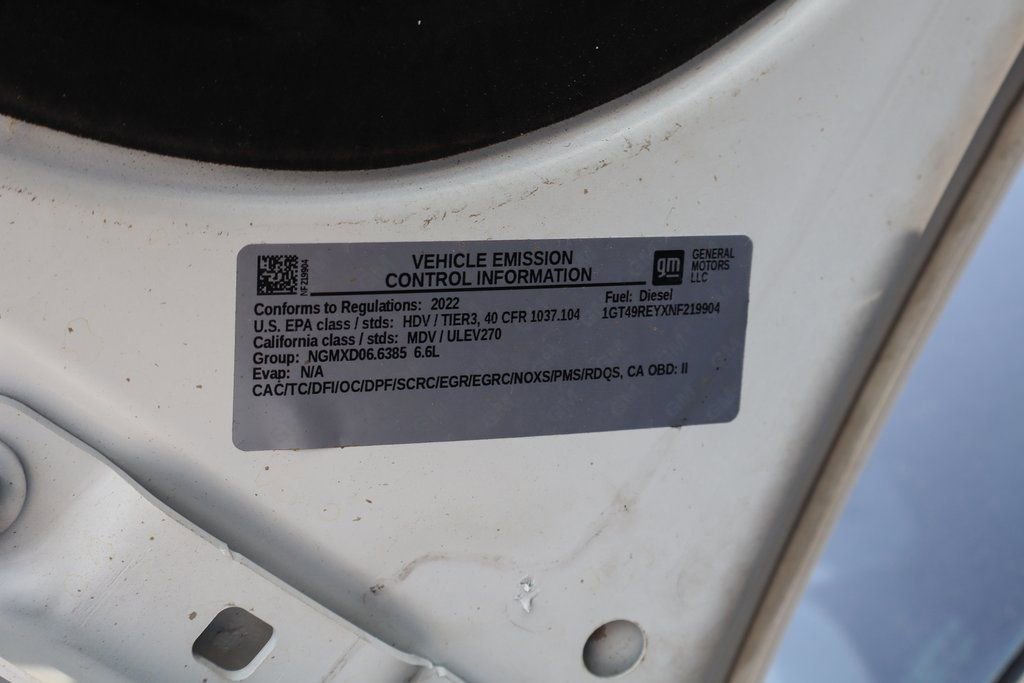 NF219904
VEHICLE EMISSION
CONTROL INFORMATION
gm
GENERAL
MOTORS
LLC
Conforms to Regulations: 2022
Fuel: Diesel
U.S. EPA class / stds: HDV / TIER3, 40 CFR 1037.104
1GT49REYXNF219904
California class / stds: MDV / ULEV270
Group: NGMXD06.6385 6.6L
Evap: N/A
CAC/TC/DFI/OC/DPF/SCRC/EGR/EGRC/NOXS/PMS/RDQS, CA OBD: II